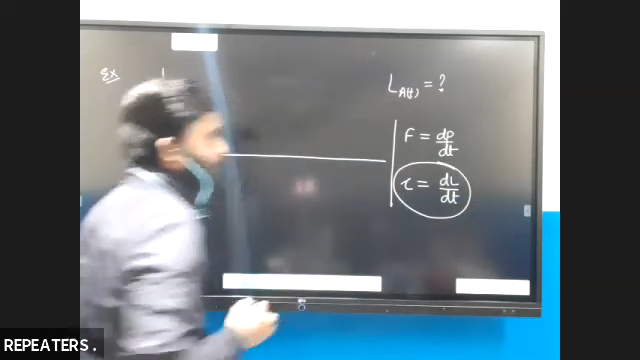 Ex
L_A(t) = ?
F = dp/dt
τ = dL/dt
REPEATERS.